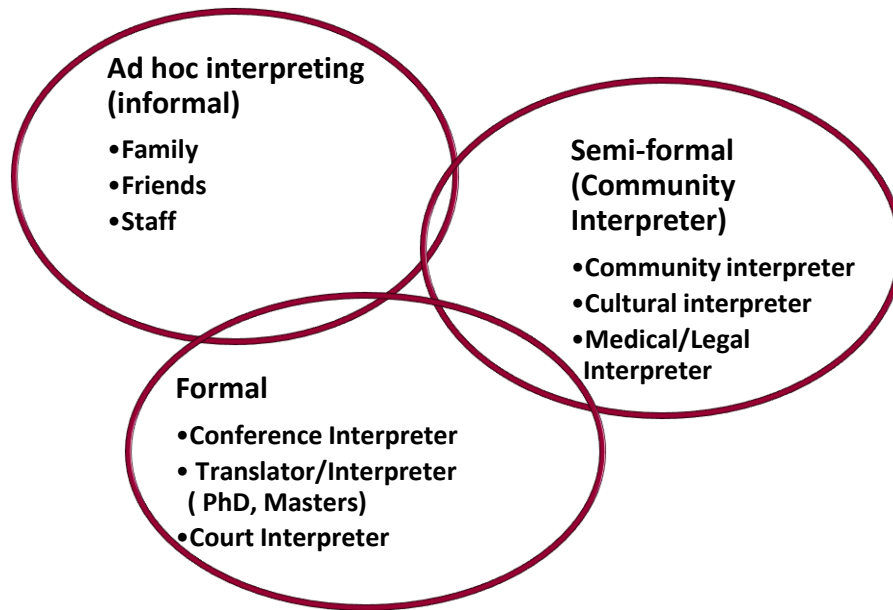 Ad hoc interpreting
(informal)
•Family
•Friends
•Staff
Semi-formal
(Community
Interpreter)
•Community interpreter
•Cultural interpreter
•Medical/Legal
Interpreter
Formal
•Conference Interpreter
• Translator/Interpreter
( PhD, Masters)
•Court Interpreter